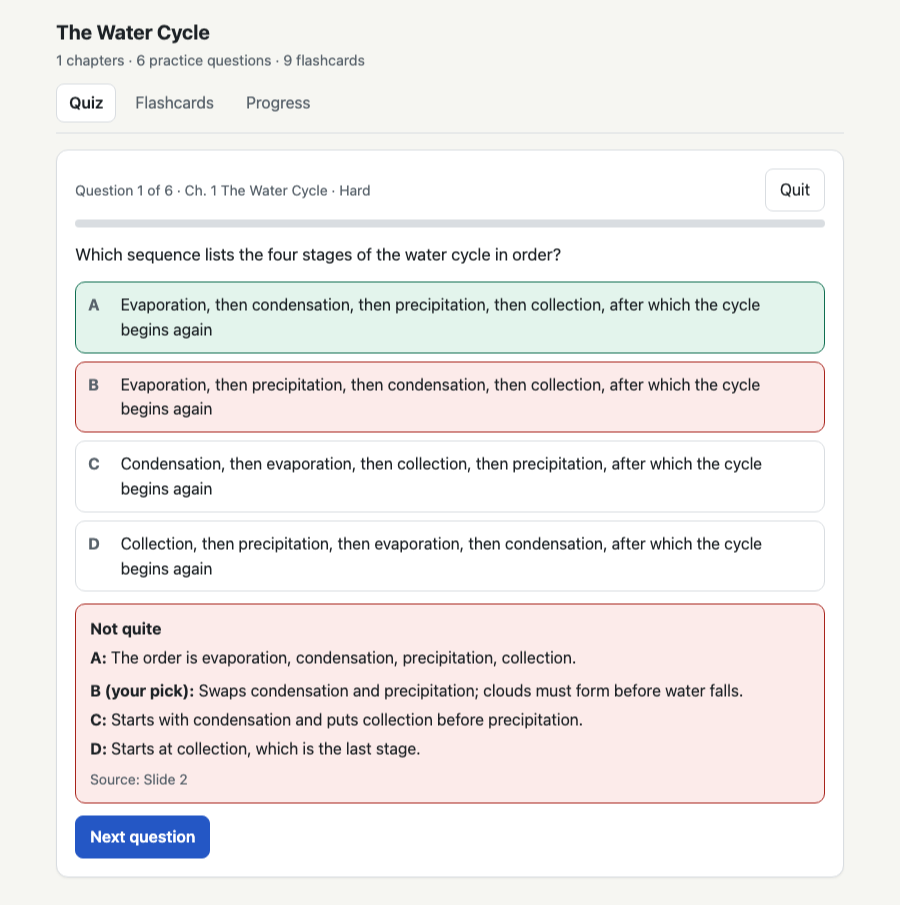 The Water Cycle
1 chapters · 6 practice questions · 9 flashcards
Quiz
Flashcards
Progress
Question 1 of 6 · Ch. 1 The Water Cycle · Hard
Quit
Which sequence lists the four stages of the water cycle in order?
A Evaporation, then condensation, then precipitation, then collection, after which the cycle
begins again
B Evaporation, then precipitation, then condensation, then collection, after which the cycle
begins again
C Condensation, then evaporation, then collection, then precipitation, after which the cycle
begins again
D Collection, then precipitation, then evaporation, then condensation, after which the cycle
begins again
Not quite
A: The order is evaporation, condensation, precipitation, collection.
B (your pick): Swaps condensation and precipitation; clouds must form before water falls.
C: Starts with condensation and puts collection before precipitation.
D: Starts at collection, which is the last stage.
Source: Slide 2
Next question